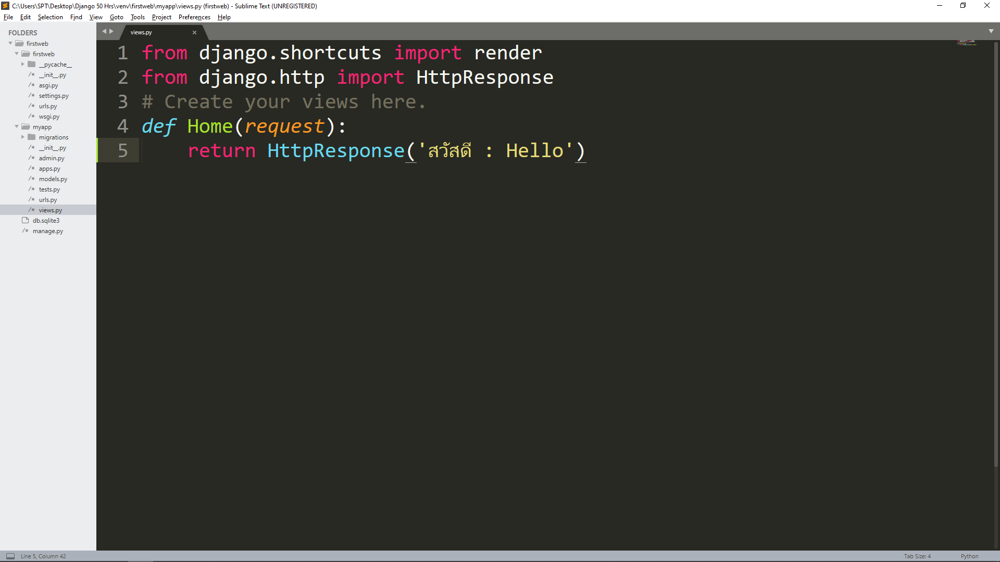 C:\Users\SPT\Desktop\Django 50 Hrs\venv\firstweb\myapp\views.py (firstweb) - Sublime Text (UNREGISTERED)
File Edit Selection Find View Goto Tools Project Preferences Help
FOLDERS
firstweb
firstweb
__pycache__
/* __init__.py
/* asgi.py
/* settings.py
/* urls.py
/* wsgi.py
myapp
migrations
/* __init__.py
/* admin.py
/* apps.py
/* models.py
/* tests.py
/* urls.py
/* views.py
db.sqlite3
/* manage.py
views.py ×
1 from django.shortcuts import render
2 from django.http import HttpResponse
3 # Create your views here.
4 def Home(request):
5     return HttpResponse('สวัสดี : Hello')
Line 5, Column 42 Tab Size: 4 Python